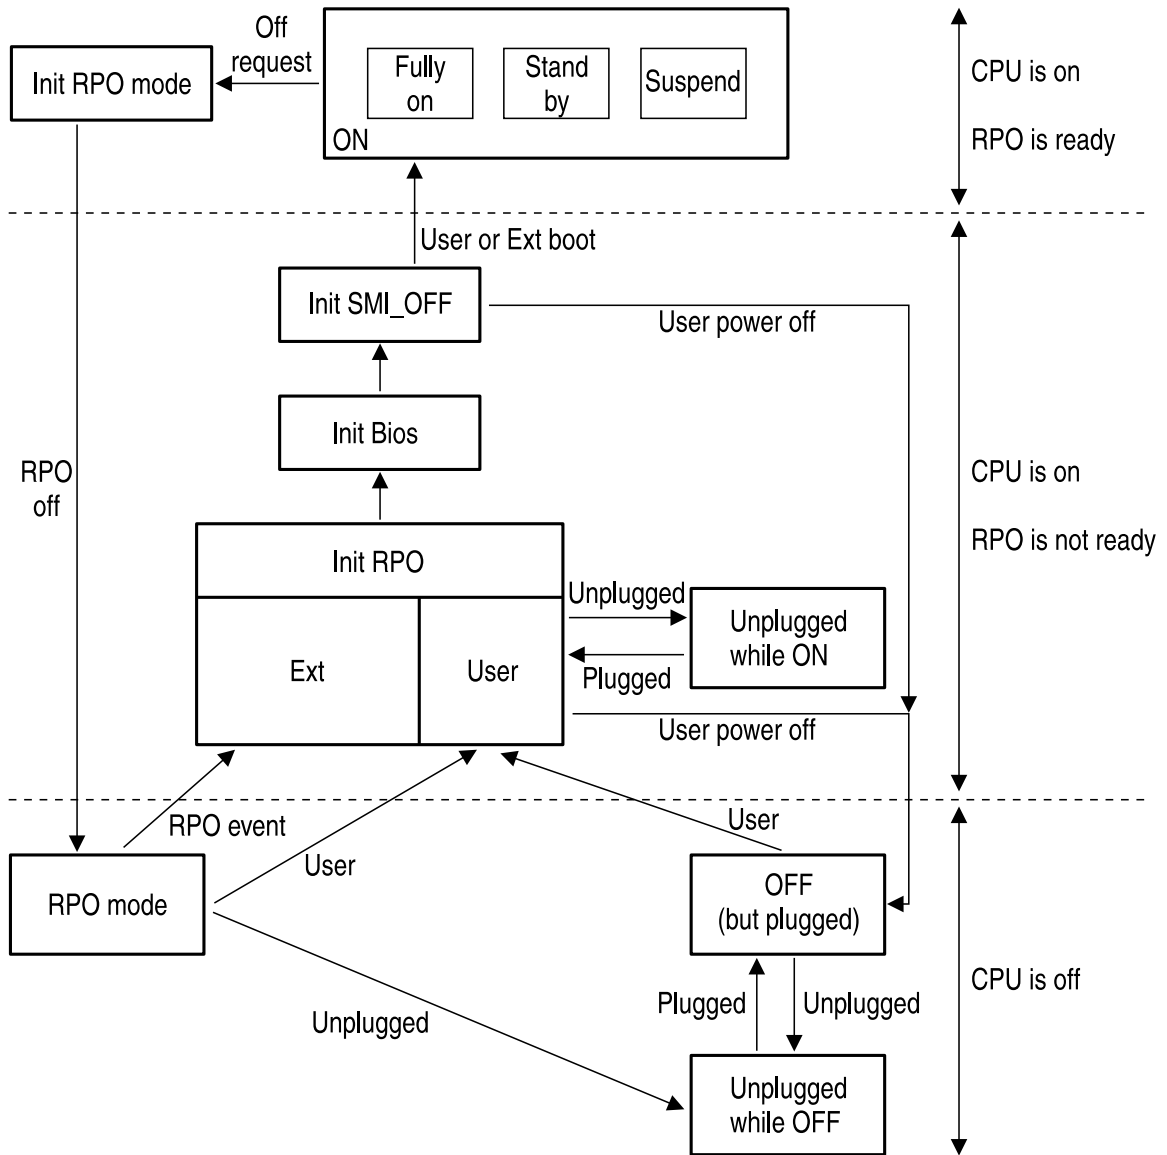 Off
request
Init RPO mode
Fully
on
Stand
by
Suspend
ON
CPU is on
RPO is ready
User or Ext boot
Init SMI_OFF
User power off
Init Bios
RPO
off
CPU is on
RPO is not ready
Init RPO
Ext
User
Unplugged
Plugged
Unplugged
while ON
User power off
RPO event
User
User
RPO mode
OFF
(but plugged)
CPU is off
Unplugged
Plugged
Unplugged
Unplugged
while OFF